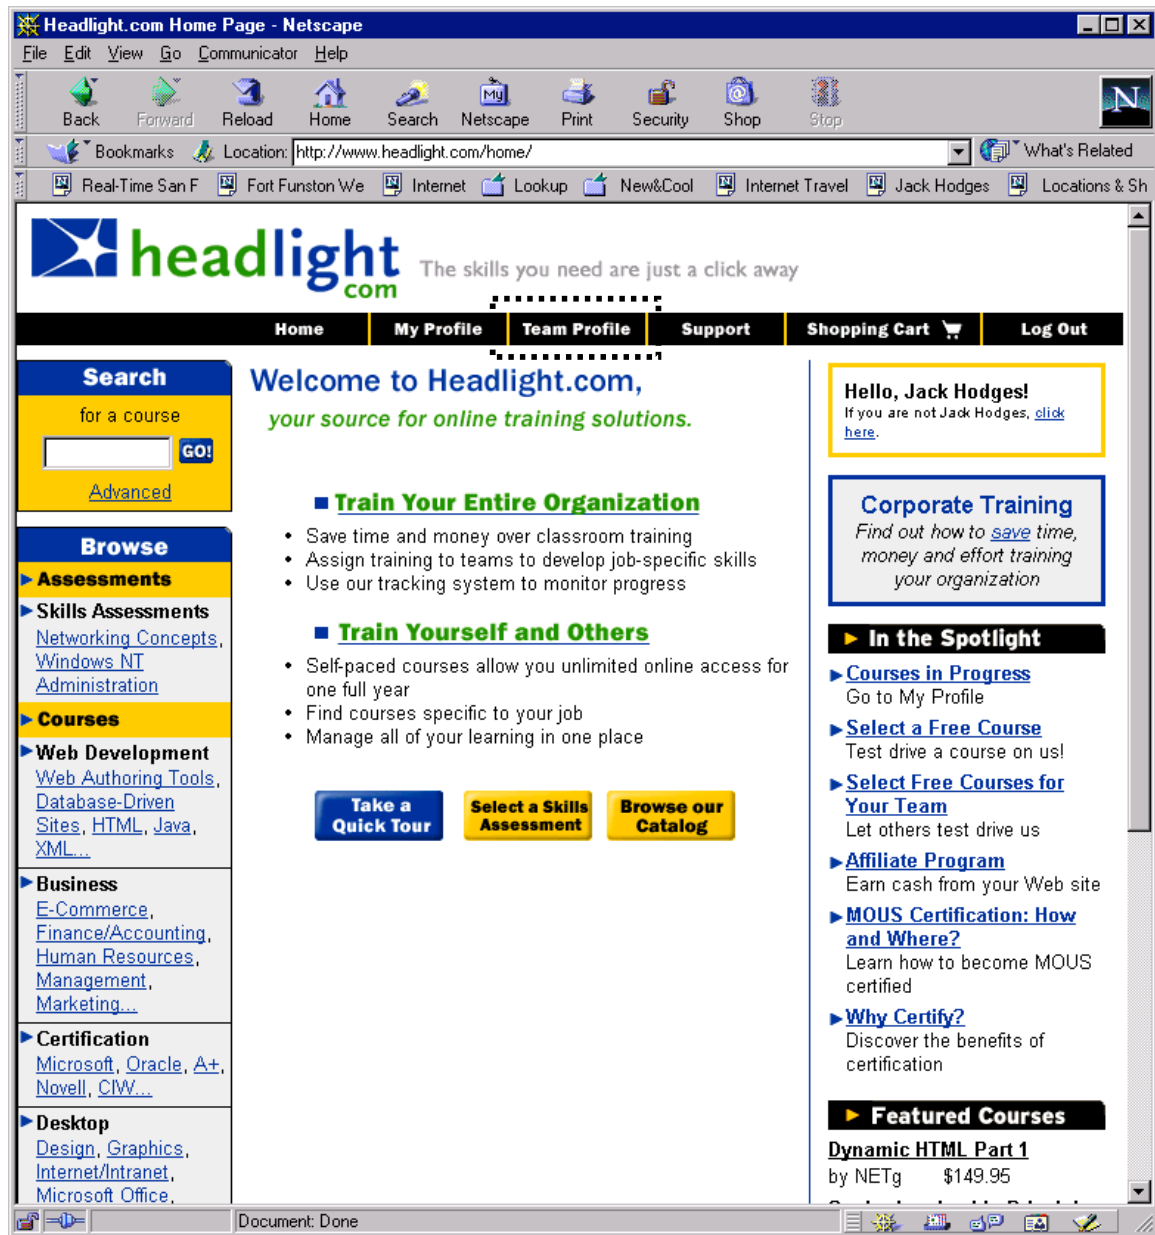 Headlight.com Home Page - Netscape
File Edit View Go Communicator Help
Back Forward Reload Home Search Netscape Print Security Shop Stop
My
N
Bookmarks Location: http://www.headlight.com/home/ What's Related
Real-Time San F Fort Funston We Internet Lookup New&Cool Internet Travel Jack Hodges Locations & Sh
headlight
com
The skills you need are just a click away
Home My Profile Team Profile Support Shopping Cart Log Out
Search
for a course
GO!
Advanced
Browse
Assessments
Skills Assessments
Networking Concepts,
Windows NT
Administration
Courses
Web Development
Web Authoring Tools,
Database-Driven
Sites, HTML, Java,
XML...
Business
E-Commerce,
Finance/Accounting,
Human Resources,
Management,
Marketing...
Certification
Microsoft, Oracle, A+,
Novell, CIW...
Desktop
Design, Graphics,
Internet/Intranet,
Microsoft Office,
Welcome to Headlight.com,
your source for online training solutions.
Train Your Entire Organization
• Save time and money over classroom training
• Assign training to teams to develop job-specific skills
• Use our tracking system to monitor progress
Train Yourself and Others
• Self-paced courses allow you unlimited online access for
one full year
• Find courses specific to your job
• Manage all of your learning in one place
Take a
Quick Tour
Select a Skills
Assessment
Browse our
Catalog
Hello, Jack Hodges!
If you are not Jack Hodges, click
here.
Corporate Training
Find out how to save time,
money and effort training
your organization
In the Spotlight
Courses in Progress
Go to My Profile
Select a Free Course
Test drive a course on us!
Select Free Courses for
Your Team
Let others test drive us
Affiliate Program
Earn cash from your Web site
MOUS Certification: How
and Where?
Learn how to become MOUS
certified
Why Certify?
Discover the benefits of
certification
Featured Courses
Dynamic HTML Part 1
by NETg $149.95
Document: Done